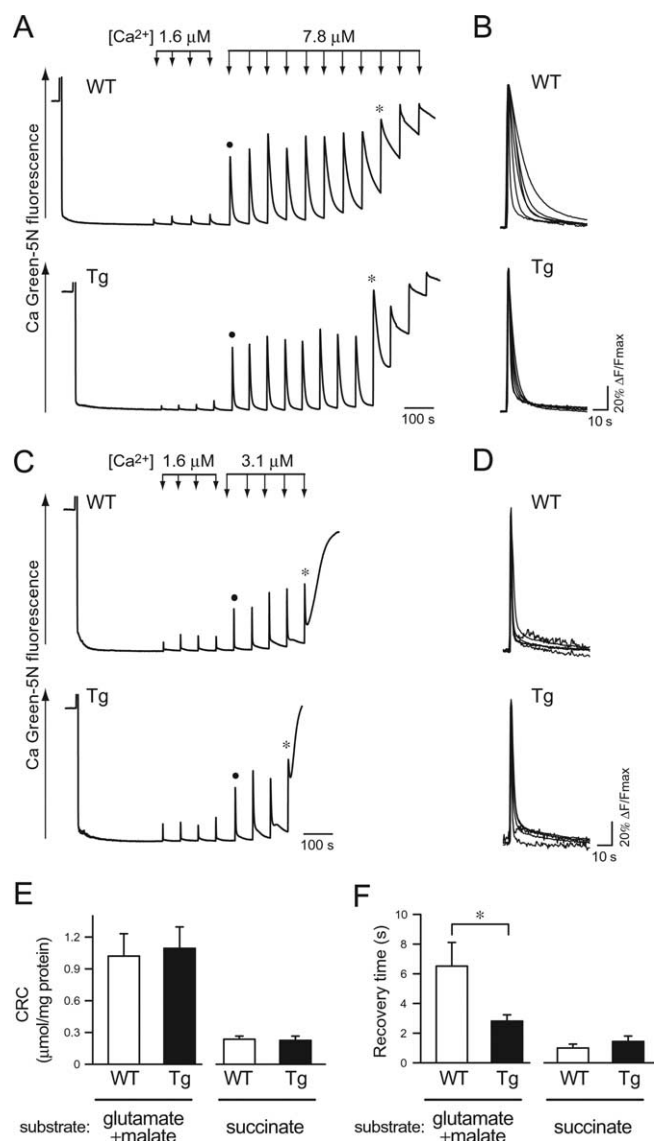 A
B
[Ca²⁺] 1.6 μM
7.8 μM
WT
WT
*
●
Ca Green-5N fluorescence
Tg
Tg
*
●
20% ΔF/Fmax
100 s
10 s
C
D
[Ca²⁺] 1.6 μM
3.1 μM
WT
WT
*
●
Ca Green-5N fluorescence
Tg
Tg
*
●
20% ΔF/Fmax
100 s
10 s
E
F
CRC
(μmol/mg protein)
1.2
0.9
0.6
0.3
0
WT Tg WT Tg
substrate: glutamate
+malate
succinate
Recovery time (s)
10
8
6
4
2
0
*
WT Tg WT Tg
substrate: glutamate
+malate
succinate